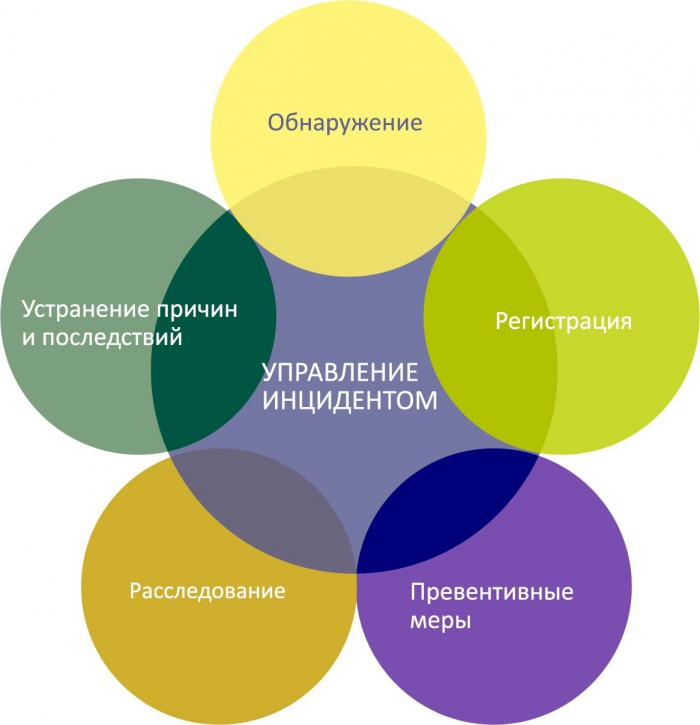 Обнаружение
Устранение причин
и последствий
Регистрация
УПРАВЛЕНИЕ
ИНЦИДЕНТОМ
Расследование
Превентивные
меры